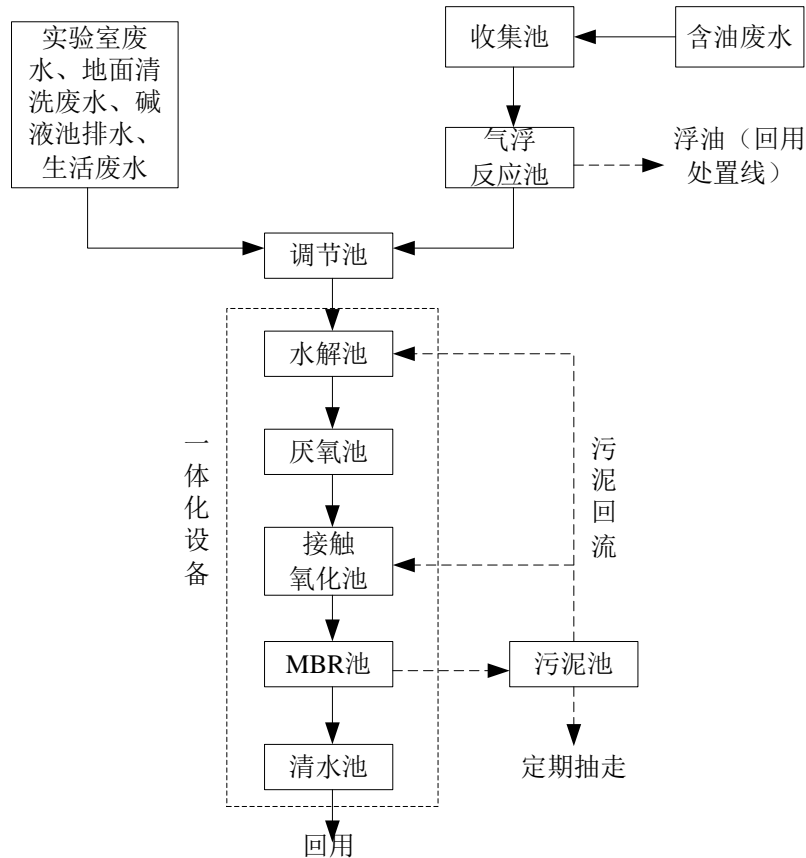 实验室废
水、地面清
洗废水、碱
液池排水、
生活废水
收集池
含油废水
气浮
反应池
浮油（回用
处置线）
调节池
水解池
厌氧池
接触
氧化池
MBR池
清水池
回用
一体化设备
污泥回流
污泥池
定期抽走